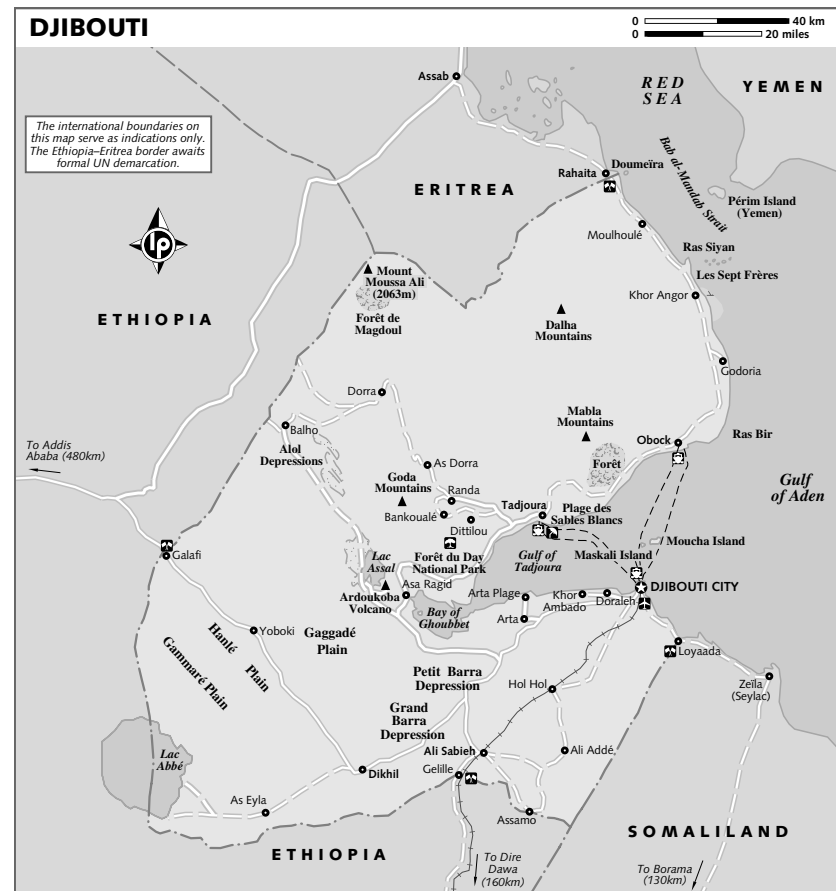 DJIBOUTI
0 40 km
0 20 miles
RED
SEA
YEMEN
Assab
The international boundaries on
this map serve as indications only.
The Ethiopia–Eritrea border awaits
formal UN demarcation.
ERITREA
Rahaita
Doumeïra
Bab al-Mandab Strait
Périm Island
(Yemen)
lp
Moulhoulé
Ras Siyan
Les Sept Frères
Mount
Moussa Ali
(2063m)
Khor Angor
ETHIOPIA
Forêt de
Magdoul
Dalha
Mountains
Godoria
Dorra
Mabla
Mountains
Balho
Obock
Ras Bir
To Addis
Ababa (480km)
Alol
Depressions
As Dorra
Forêt
Goda
Mountains
Randa
Gulf
of Aden
Tadjoura
Plage des
Sables Blancs
Bankoualé
Dittilou
Galafi
Lac
Assal
Forêt du Day
National Park
Gulf of
Tadjoura
Maskali Island
Moucha Island
Asa Ragid
Ardoukoba
Volcano
Arta Plage
Khor
Ambado
Doraleh
DJIBOUTI CITY
Bay of
Ghoubbet
Arta
Yoboki
Hanlé Plain
Gaggadé
Plain
Gammaré Plain
Loyaada
Petit Barra
Depression
Hol Hol
Zeïla
(Seylac)
Grand
Barra
Depression
Lac
Abbé
Ali Sabieh
Ali Addé
Dikhil
Gelille
As Eyla
Assamo
SOMALILAND
ETHIOPIA
To Dire
Dawa
(160km)
To Borama
(130km)